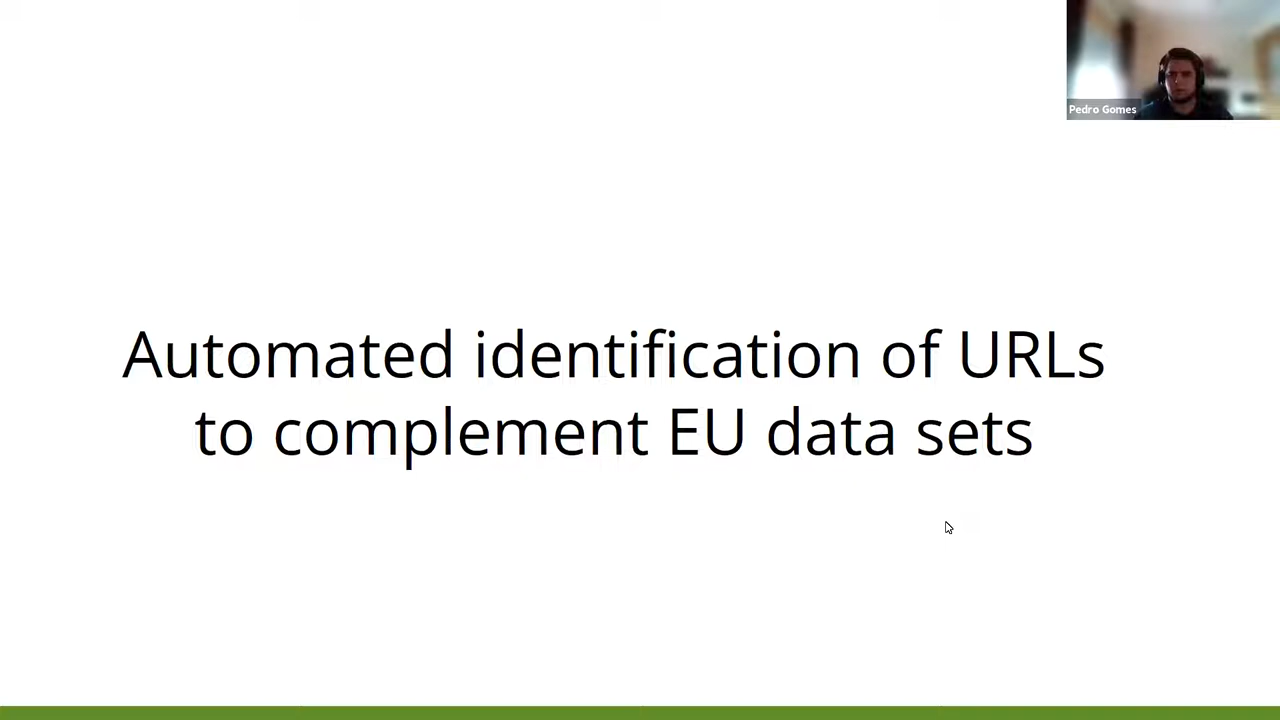 Pedro Gomes
Automated identification of URLs
to complement EU data sets